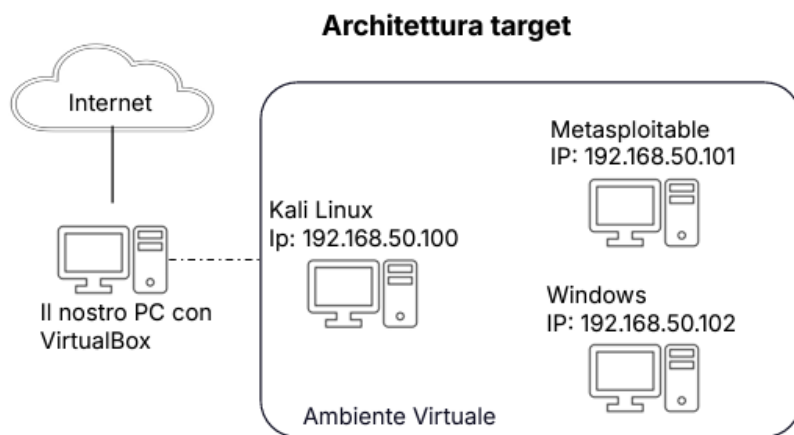 Architettura target
Internet
Il nostro PC con
VirtualBox
Kali Linux
Ip: 192.168.50.100
Metasploitable
IP: 192.168.50.101
Windows
IP: 192.168.50.102
Ambiente Virtuale